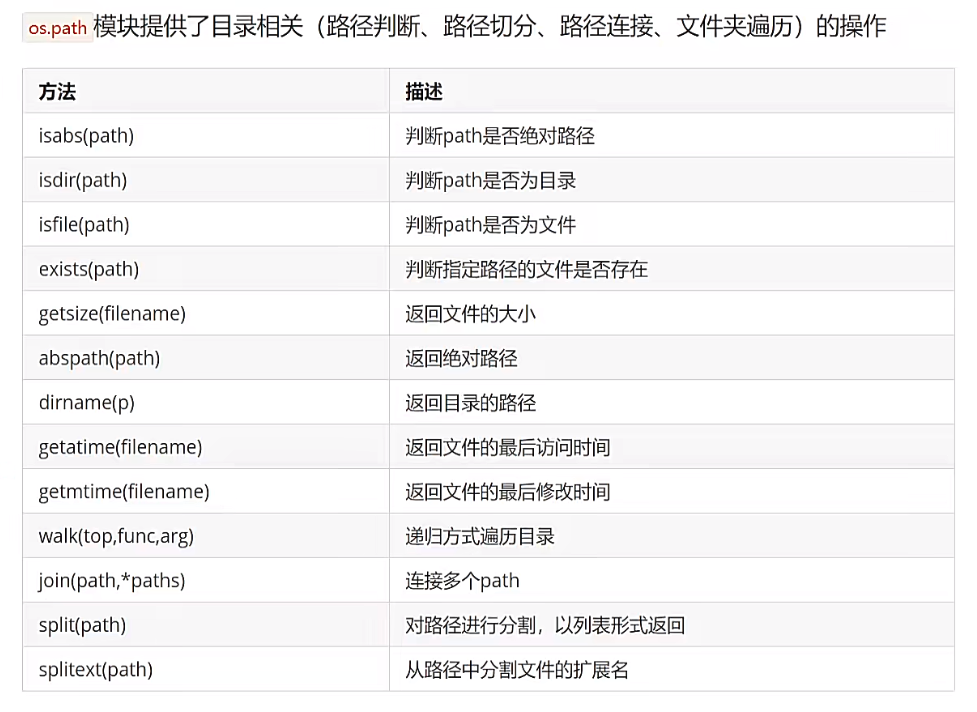 os.path模块提供了目录相关（路径判断、路径切分、路径连接、文件夹遍历）的操作
方法 描述
isabs(path) 判断path是否绝对路径
isdir(path) 判断path是否为目录
isfile(path) 判断path是否为文件
exists(path) 判断指定路径的文件是否存在
getsize(filename) 返回文件的大小
abspath(path) 返回绝对路径
dirname(p) 返回目录的路径
getatime(filename) 返回文件的最后访问时间
getmtime(filename) 返回文件的最后修改时间
walk(top,func,arg) 递归方式遍历目录
join(path,*paths) 连接多个path
split(path) 对路径进行分割，以列表形式返回
splitext(path) 从路径中分割文件的扩展名